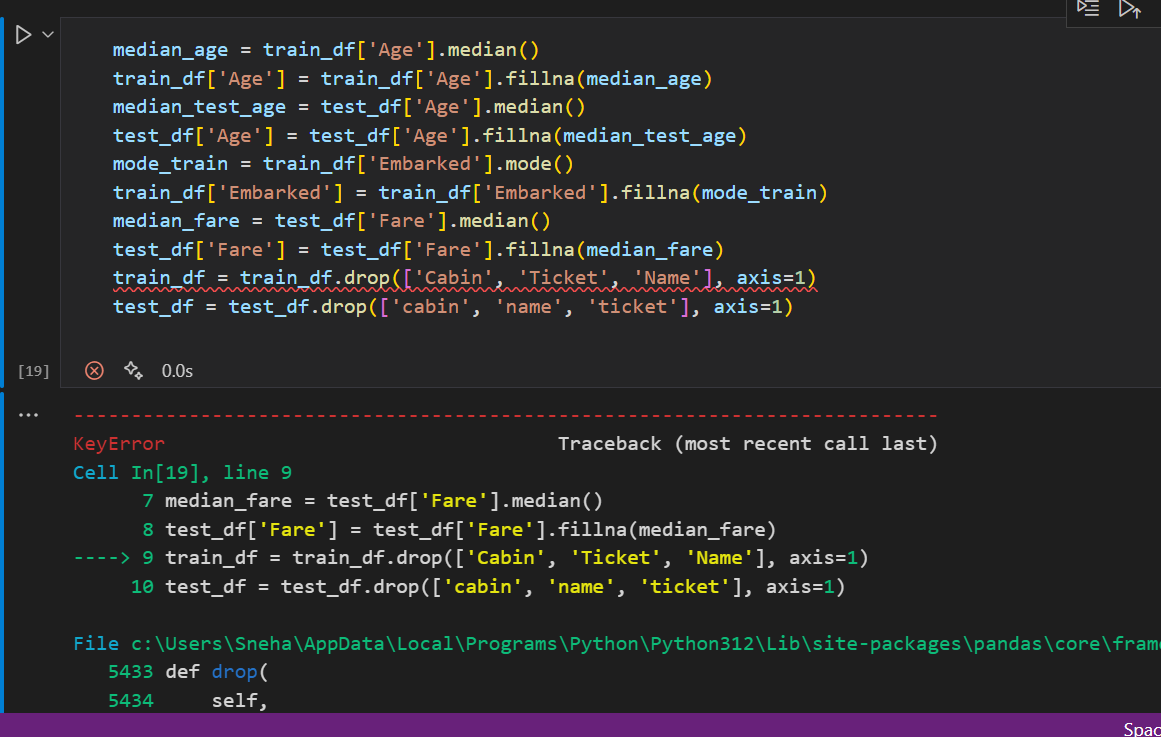 median_age = train_df['Age'].median()
train_df['Age'] = train_df['Age'].fillna(median_age)
median_test_age = test_df['Age'].median()
test_df['Age'] = test_df['Age'].fillna(median_test_age)
mode_train = train_df['Embarked'].mode()
train_df['Embarked'] = train_df['Embarked'].fillna(mode_train)
median_fare = test_df['Fare'].median()
test_df['Fare'] = test_df['Fare'].fillna(median_fare)
train_df = train_df.drop(['Cabin', 'Ticket', 'Name'], axis=1)
test_df = test_df.drop(['cabin', 'name', 'ticket'], axis=1)
[19] 0.0s
... ---------------------------------------------------------------------------
KeyError Traceback (most recent call last)
Cell In[19], line 9
7 median_fare = test_df['Fare'].median()
8 test_df['Fare'] = test_df['Fare'].fillna(median_fare)
----> 9 train_df = train_df.drop(['Cabin', 'Ticket', 'Name'], axis=1)
10 test_df = test_df.drop(['cabin', 'name', 'ticket'], axis=1)
File c:\Users\Sneha\AppData\Local\Programs\Python\Python312\Lib\site-packages\pandas\core\frame
5433 def drop(
5434 self,
Spac